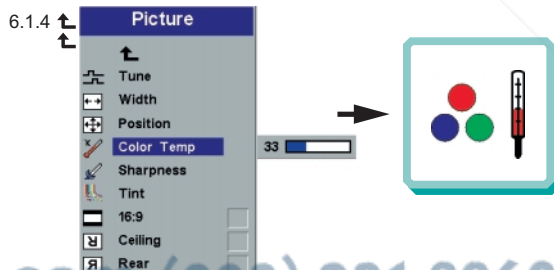 6.1.4
Picture
Tune
Width
Position
Color Temp 33
Sharpness
Tint
16:9
Ceiling
Rear